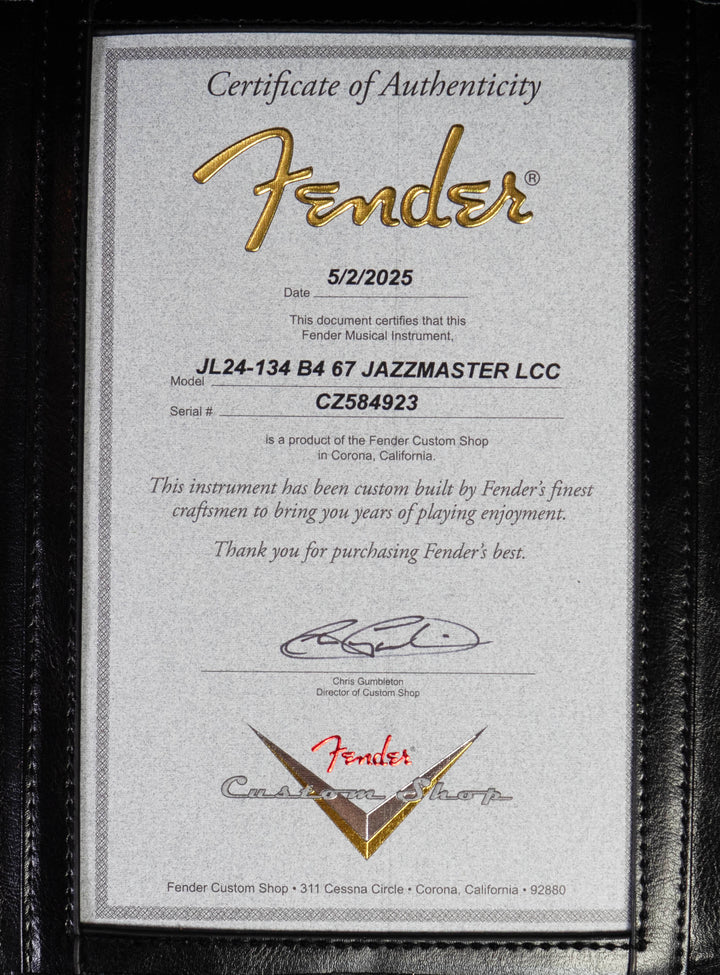 Certificate of Authenticity
Fender®
5/2/2025
Date
This document certifies that this
Fender Musical Instrument,
JL24-134 B4 67 JAZZMASTER LCC
Model
CZ584923
Serial #
is a product of the Fender Custom Shop
in Corona, California.
This instrument has been custom built by Fender's finest
craftsmen to bring you years of playing enjoyment.
Thank you for purchasing Fender's best.
Chris Gumbleton
Director of Custom Shop
Fender
Custom Shop
Fender Custom Shop • 311 Cessna Circle • Corona, California • 92880